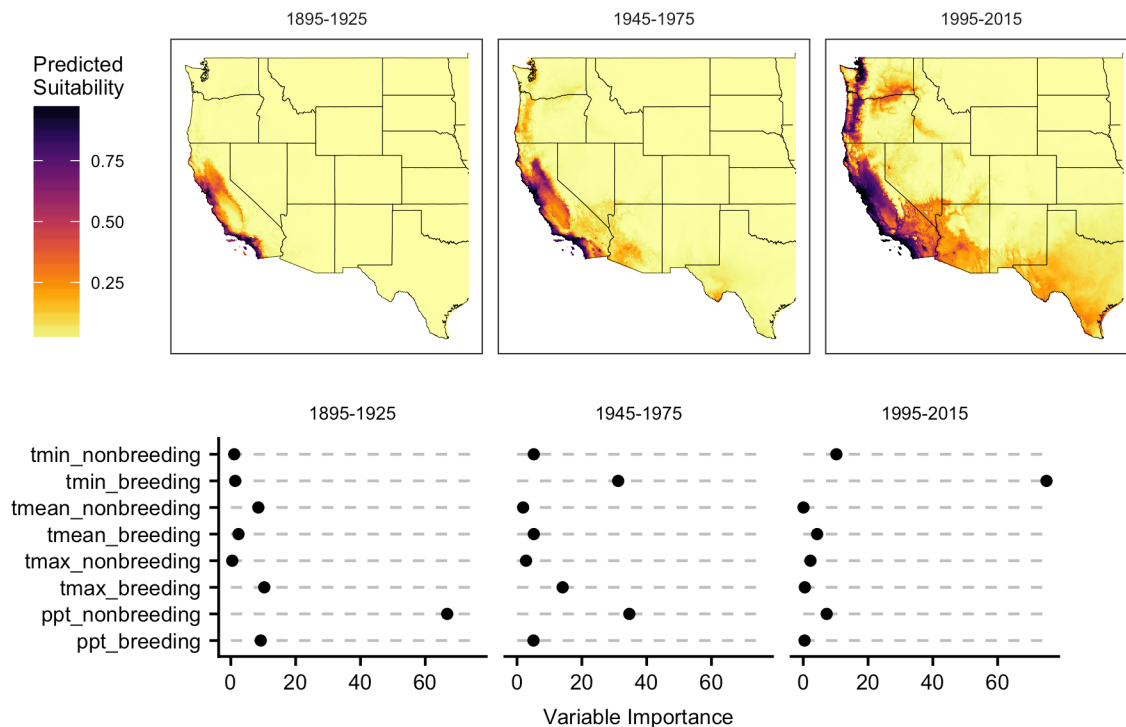 1895-1925
1945-1975
1995-2015
Predicted
Suitability
0.75
0.50
0.25
1895-1925
1945-1975
1995-2015
tmin_nonbreeding
tmin_breeding
tmean_nonbreeding
tmean_breeding
tmax_nonbreeding
tmax_breeding
ppt_nonbreeding
ppt_breeding
0 20 40 60
0 20 40 60
0 20 40 60
Variable Importance